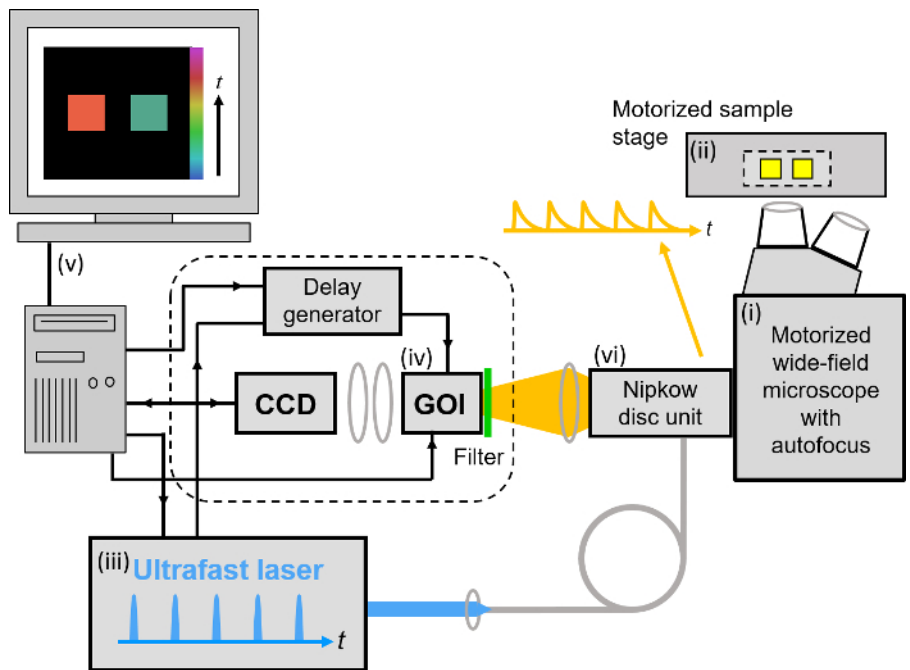 t
Motorized sample
stage
(ii)
t
(v)
Delay
generator
(i)
Motorized
wide-field
microscope
with
autofocus
(iv)
(vi)
CCD
GOI
Nipkow
disc unit
Filter
(iii)
Ultrafast laser
t